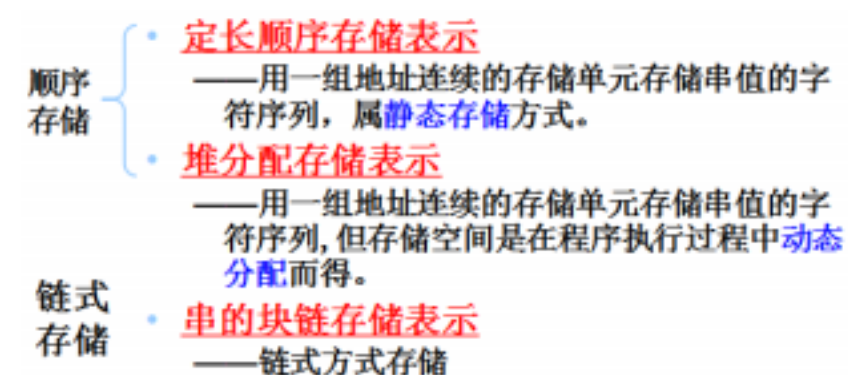 顺序
存储
• 定长顺序存储表示
——用一组地址连续的存储单元存储串值的字
符序列，属静态存储方式。
• 堆分配存储表示
——用一组地址连续的存储单元存储串值的字
符序列,但存储空间是在程序执行过程中动态
分配而得。
链式
存储
• 串的块链存储表示
——链式方式存储